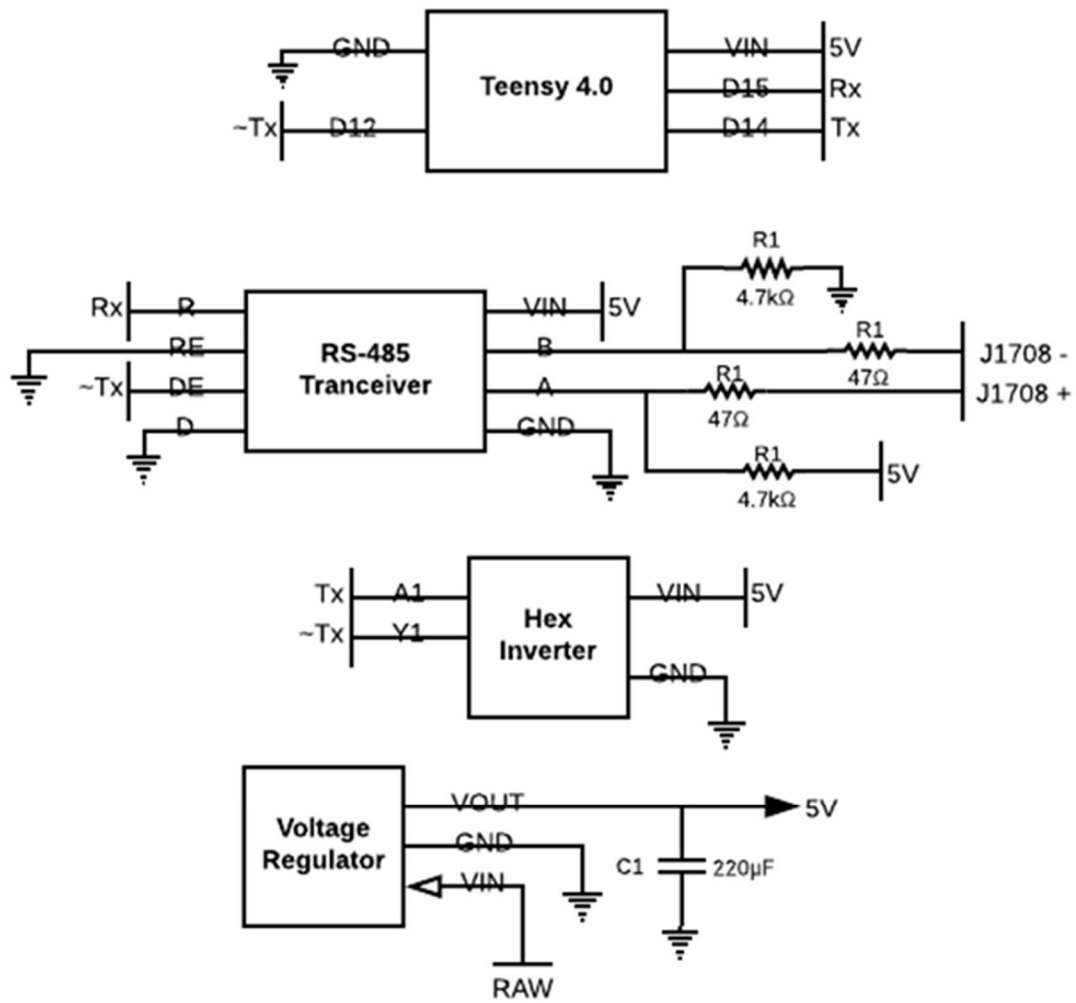 GND
VIN
5V
Teensy 4.0
D15
Rx
~Tx
D12
D14
Tx
R1
4.7kΩ
Rx
R
VIN
5V
R1
RE
RS-485
Tranceiver
B
J1708 -
47Ω
~Tx
DE
A
R1
J1708 +
47Ω
D
GND
R1
5V
4.7kΩ
Tx
A1
VIN
5V
Hex
Inverter
~Tx
Y1
GND
VOUT
5V
Voltage
Regulator
GND
C1
220µF
VIN
RAW